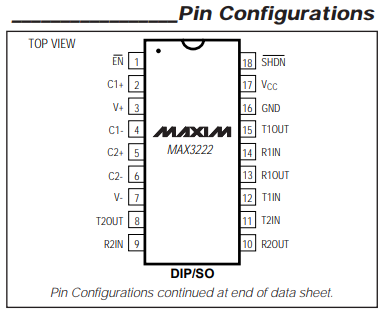 Pin Configurations
TOP VIEW
EN 1
C1+ 2
V+ 3
C1- 4
C2+ 5
C2- 6
V- 7
T2OUT 8
R2IN 9
MAXIM
MAX3222
18 SHDN
17 VCC
16 GND
15 T1OUT
14 R1IN
13 R1OUT
12 T1IN
11 T2IN
10 R2OUT
DIP/SO
Pin Configurations continued at end of data sheet.